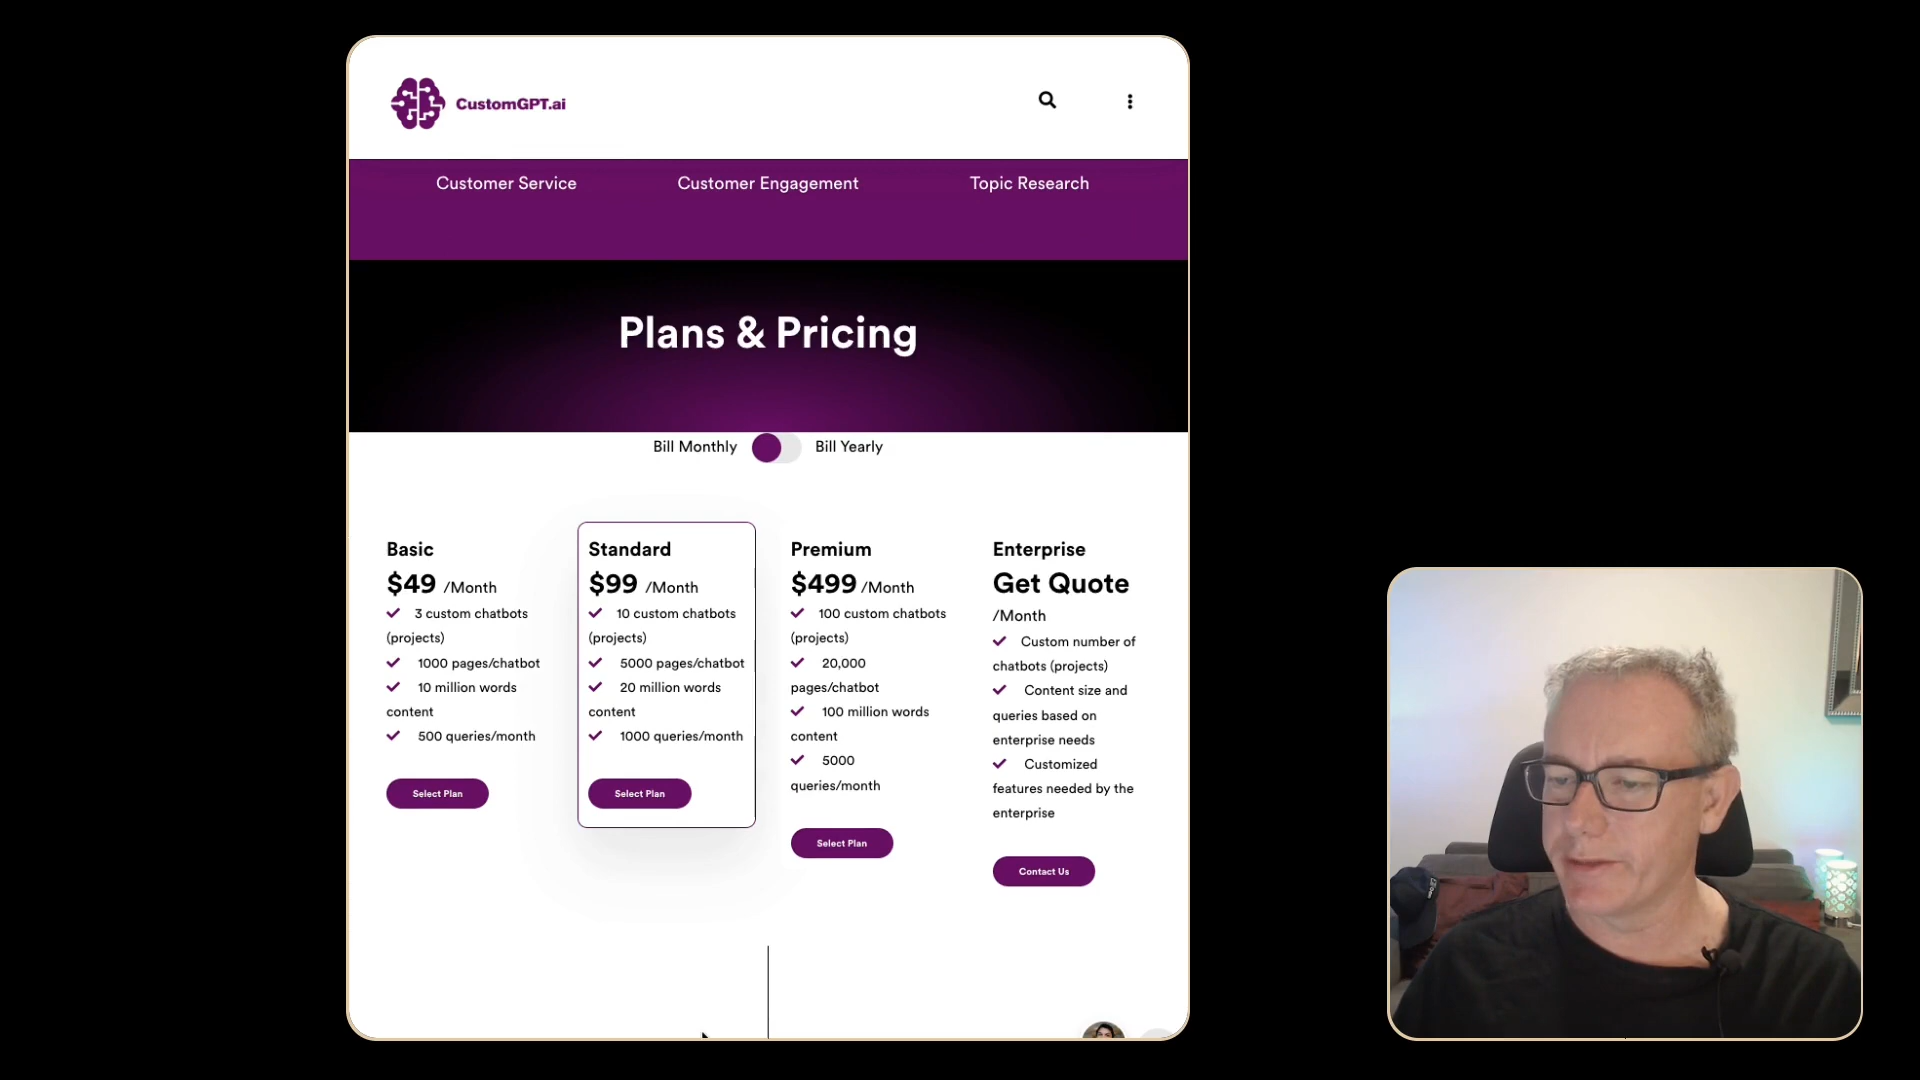 CustomGPT.ai
Customer Service
Customer Engagement
Topic Research
Plans & Pricing
Bill Monthly
Bill Yearly
Basic
$49 /Month
3 custom chatbots
(projects)
1000 pages/chatbot
10 million words
content
500 queries/month
Select Plan
Standard
$99 /Month
10 custom chatbots
(projects)
5000 pages/chatbot
20 million words
content
1000 queries/month
Select Plan
Premium
$499 /Month
100 custom chatbots
(projects)
20,000
pages/chatbot
100 million words
content
5000
queries/month
Select Plan
Enterprise
Get Quote
/Month
Custom number of
chatbots (projects)
Content size and
queries based on
enterprise needs
Customized
features needed by the
enterprise
Contact Us